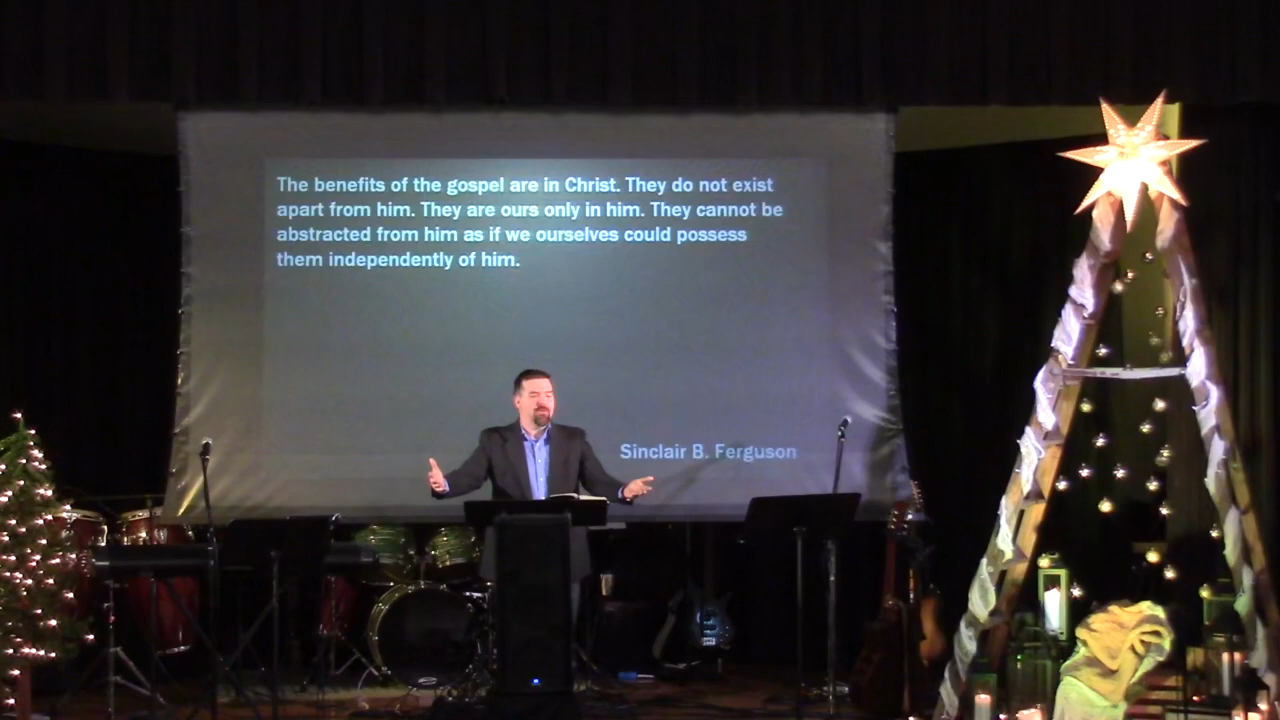 The benefits of the gospel are in Christ. They do not exist
apart from him. They are ours only in him. They cannot be
abstracted from him as if we ourselves could possess
them independently of him.
Sinclair B. Ferguson